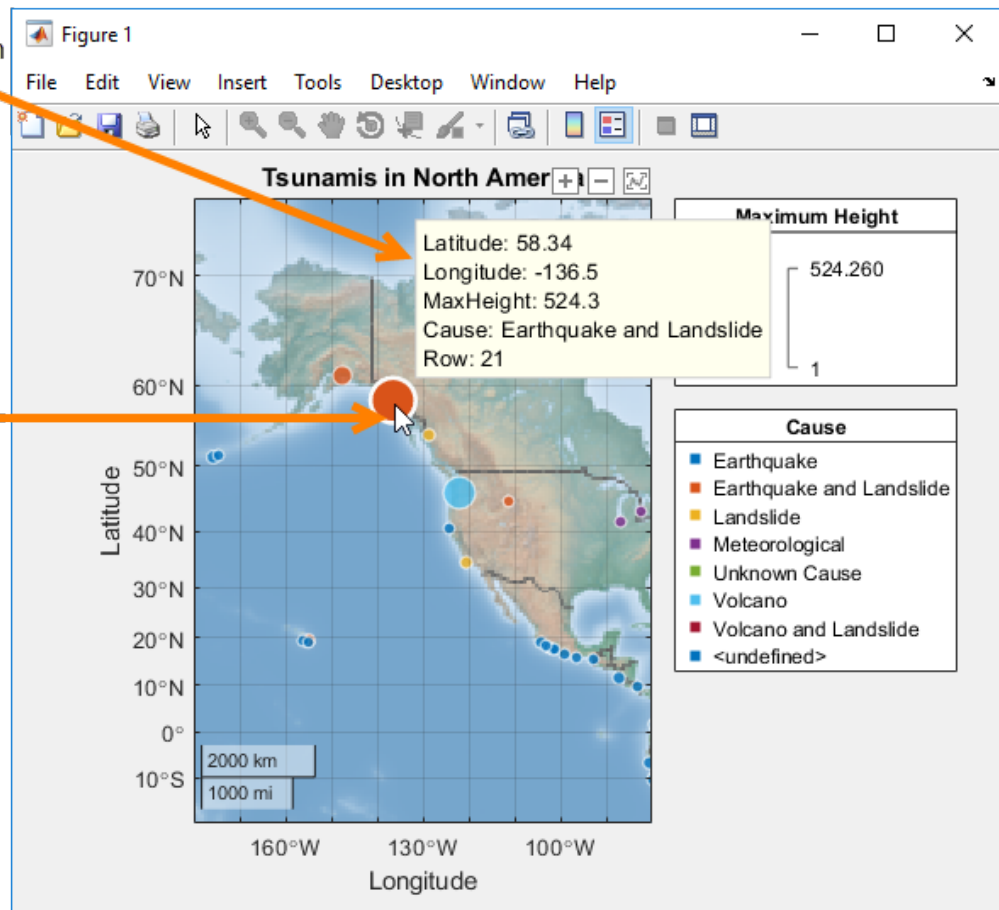 Figure 1
File Edit View Insert Tools Desktop Window Help
Tsunamis in North Amer
Latitude: 58.34
Longitude: -136.5
MaxHeight: 524.3
Cause: Earthquake and Landslide
Row: 21
Maximum Height
524.260
1
Cause
Earthquake
Earthquake and Landslide
Landslide
Meteorological
Unknown Cause
Volcano
Volcano and Landslide
<undefined>
Latitude
70°N
60°N
50°N
40°N
30°N
20°N
10°N
0°
10°S
2000 km
1000 mi
160°W 130°W 100°W
Longitude